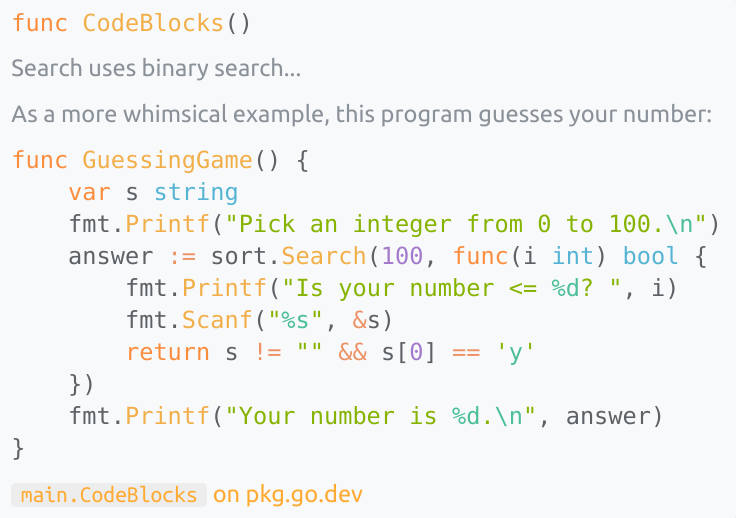 func CodeBlocks()
Search uses binary search...
As a more whimsical example, this program guesses your number:
func GuessingGame() {
    var s string
    fmt.Printf("Pick an integer from 0 to 100.\n")
    answer := sort.Search(100, func(i int) bool {
        fmt.Printf("Is your number <= %d? ", i)
        fmt.Scanf("%s", &s)
        return s != "" && s[0] == 'y'
    })
    fmt.Printf("Your number is %d.\n", answer)
}
main.CodeBlocks on pkg.go.dev